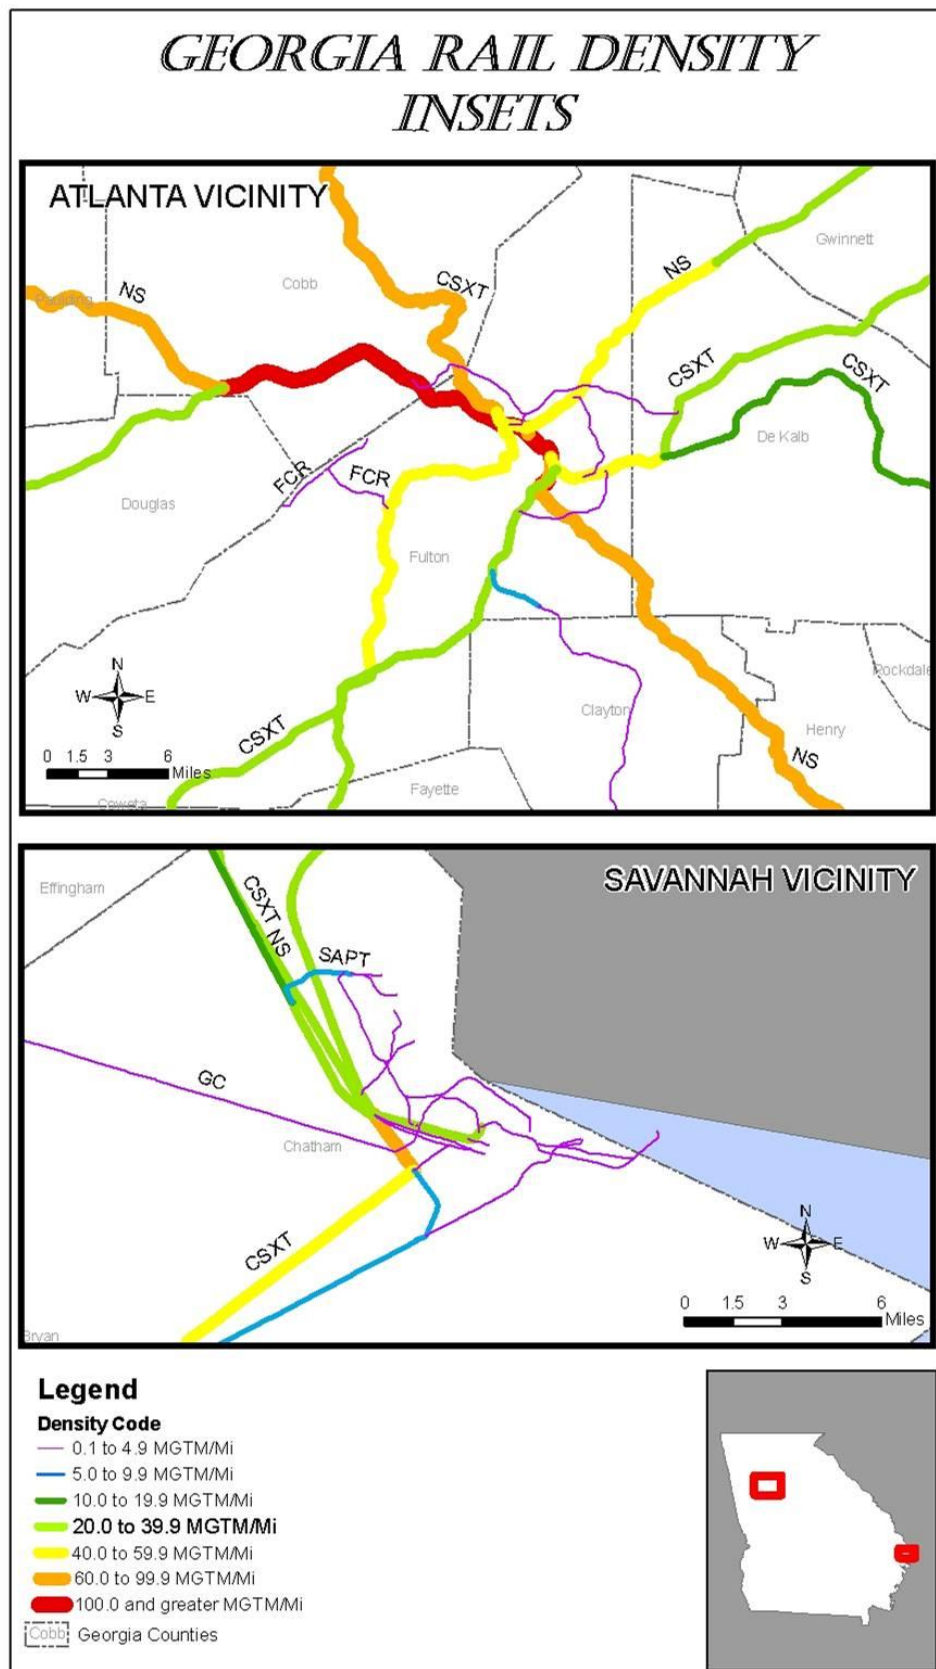 GEORGIA RAIL DENSITY
INSETS
ATLANTA VICINITY
Gwinnett
NS
CSXT
Cobb
NS
Paulding
CSXT
CSXT
De Kalb
FCR
FCR
Douglas
Fulton
N
W E
S
Rockdale
Clayton
CSXT
Henry
NS
0 1.5 3 6
Miles
Fayette
Coweta
SAVANNAH VICINITY
Effingham
CSXT NS
SAPT
GC
Chatham
CSXT
N
W E
S
0 1.5 3 6
Miles
Bryan
Legend
Density Code
0.1 to 4.9 MGTM/Mi
5.0 to 9.9 MGTM/Mi
10.0 to 19.9 MGTM/Mi
20.0 to 39.9 MGTM/Mi
40.0 to 59.9 MGTM/Mi
60.0 to 99.9 MGTM/Mi
100.0 and greater MGTM/Mi
Cobb Georgia Counties